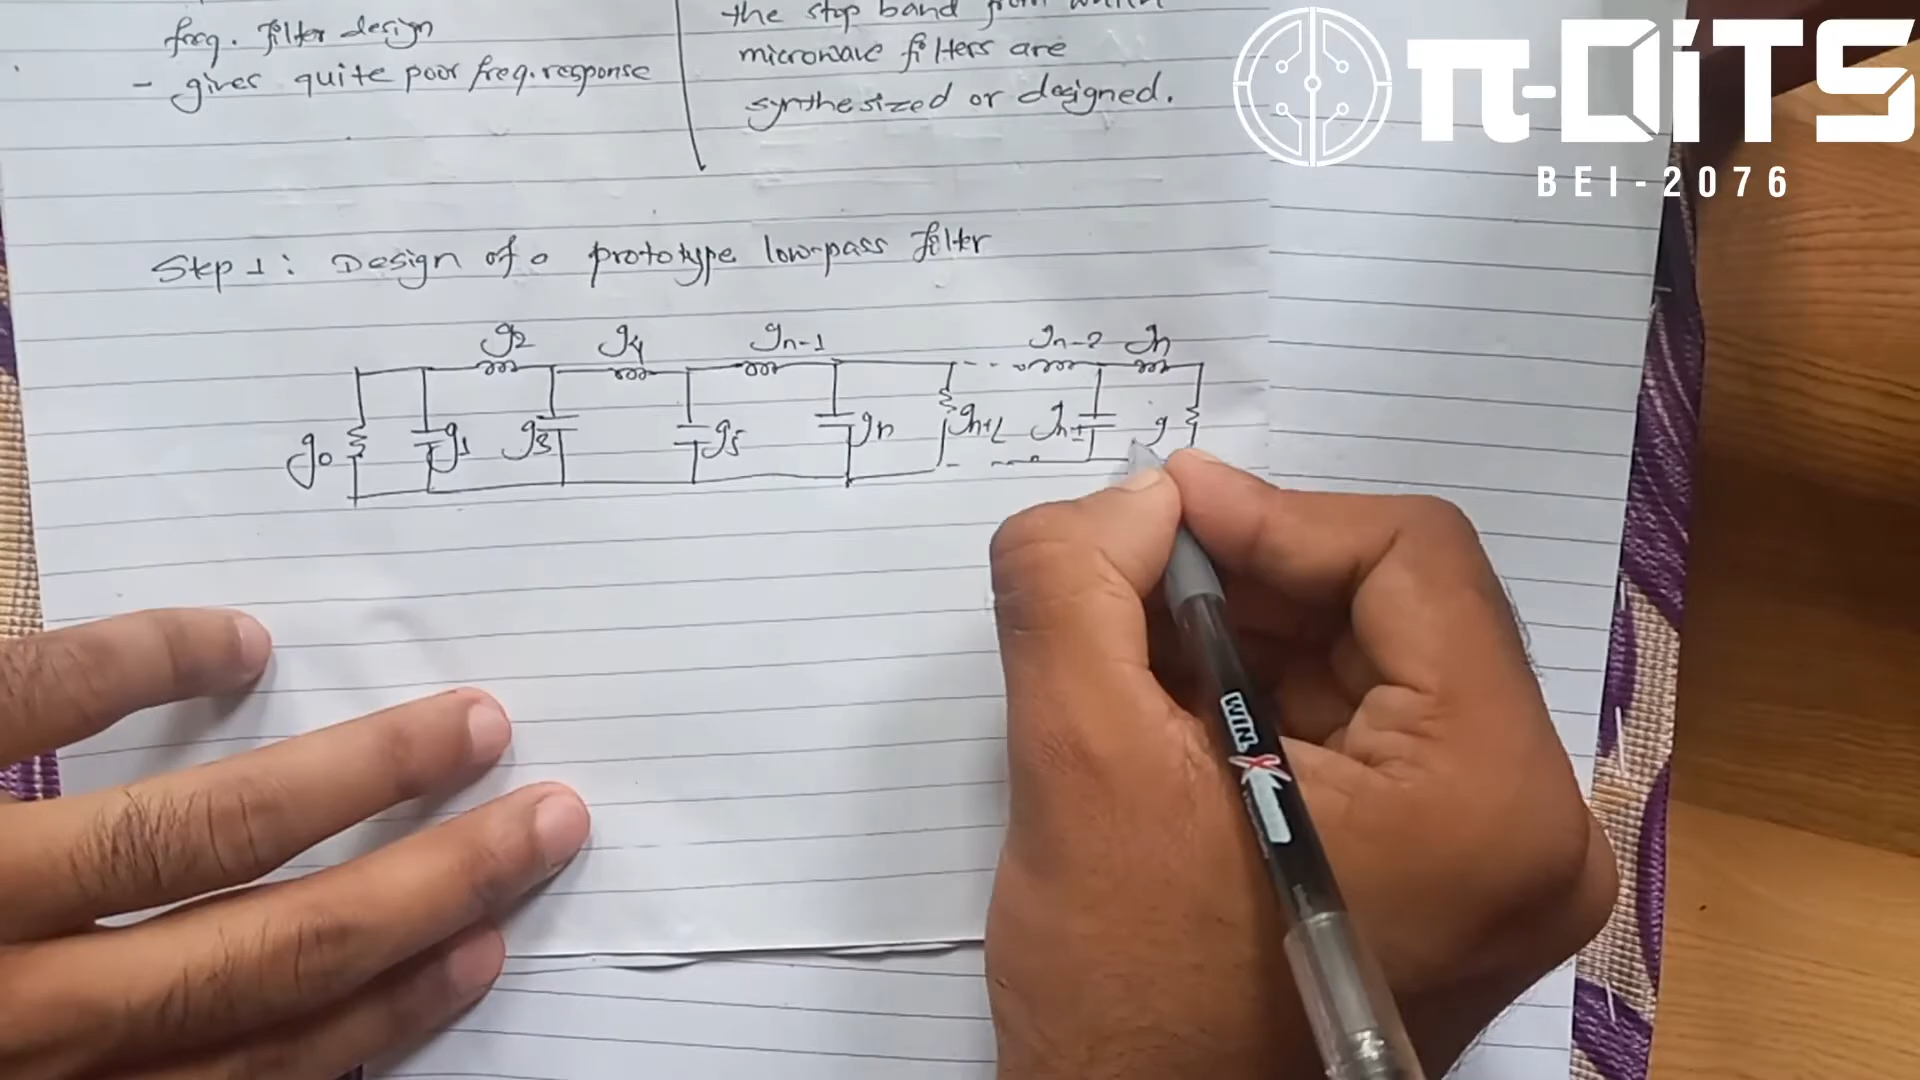 freq. filter design
- gives quite poor freq. response
the stop band from which
microwave filters are
synthesized or designed.
π-DiTS
BEI-2076
Step 1: Design of a prototype low-pass filter
g2 g4 gn-1 gn-2 gn
g0 g1 g3 g5 gn gn+1 g
WIN